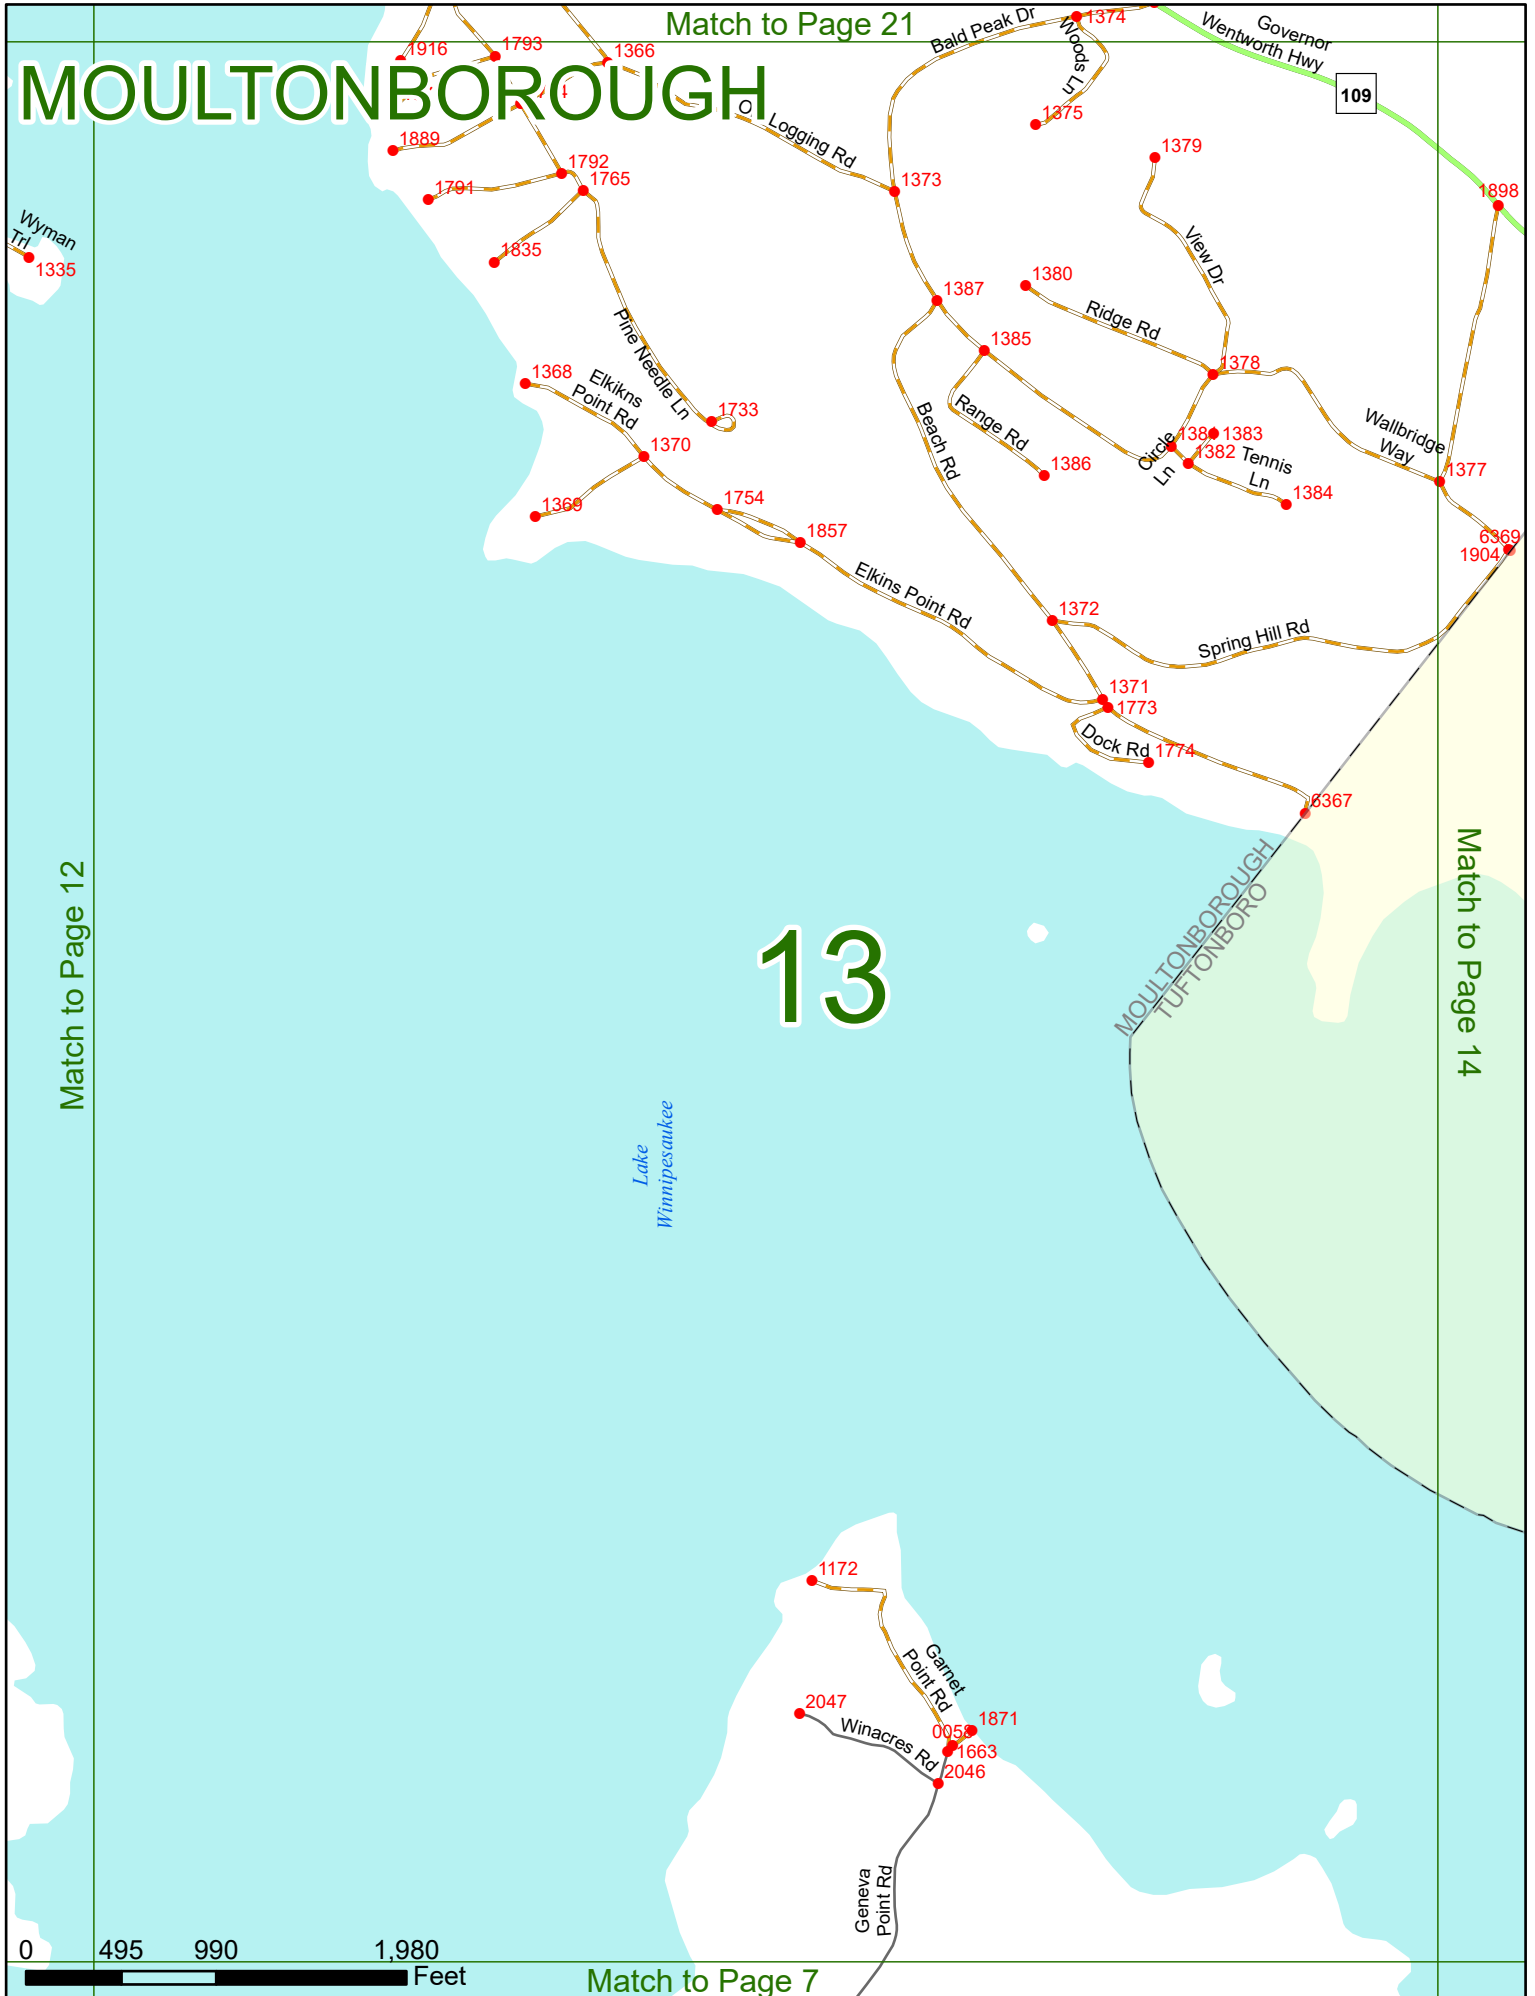 Match to Page 21
MOULTONBOROUGH
Governor
Wentworth Hwy
109
Bald Peak Dr
Woods Ln
1374
1916
1793
1366
1375
Logging Rd
1889
1792
1765
1791
1373
1379
1898
Wyman
Trl
1335
1835
View Dr
1380
1387
Ridge Rd
Pine Needle Ln
1385
1378
1368
Elkikns
Point Rd
1733
Beach Rd
Range Rd
Wallbridge
Way
1370
1383
1382
Circle
Ln
Tennis
Ln
1386
1377
1384
1369
1754
1857
6369
1904
Elkins Point Rd
1372
Spring Hill Rd
1371
1773
Dock Rd
1774
6367
MOULTONBOROUGH
TUFTONBORO
Match to Page 12
Match to Page 14
13
Lake
Winnipesaukee
1172
Garnet
Point Rd
2047
Winacres Rd
1871
0058
1663
2046
Geneva
Point Rd
0 495 990 1,980
Feet
Match to Page 7